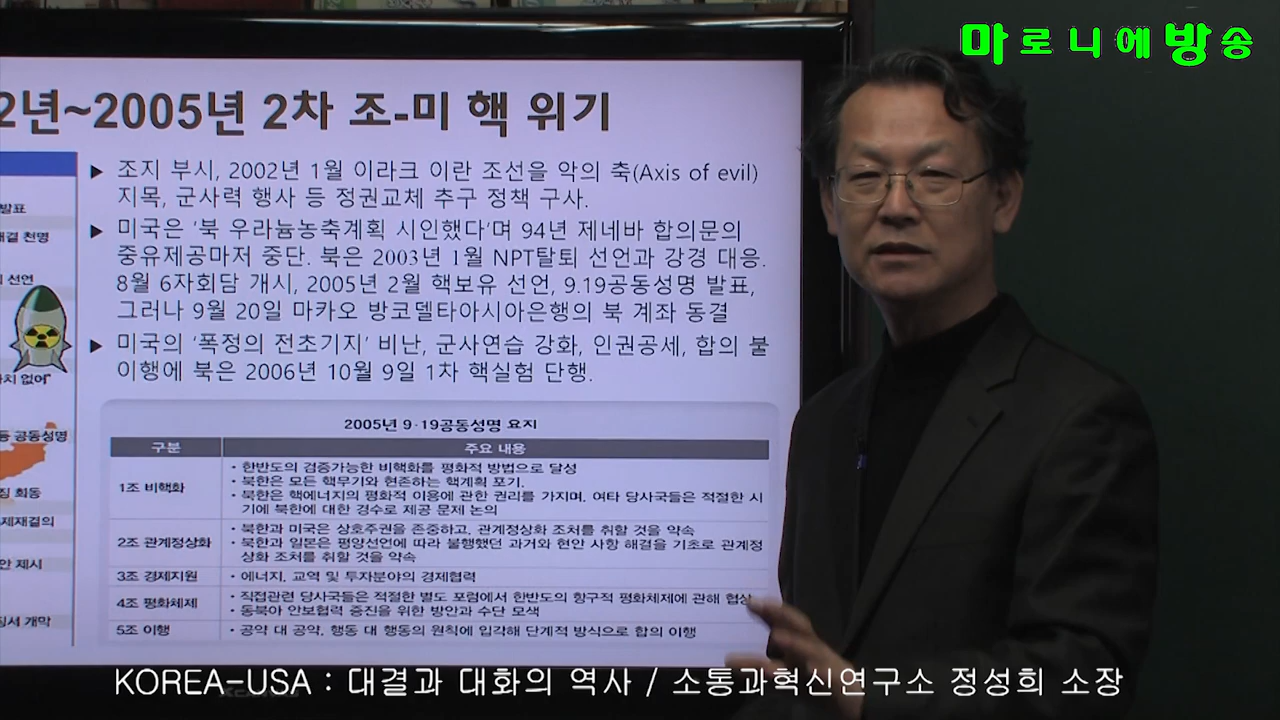 마로니에방송
2년~2005년 2차 조-미 핵 위기
▶ 조지 부시, 2002년 1월 이라크 이란 조선을 악의 축(Axis of evil)
지목, 군사력 행사 등 정권교체 추구 정책 구사.
▶ 미국은 '북 우라늄농축계획 시인했다'며 94년 제네바 합의문의
중유제공마저 중단. 북은 2003년 1월 NPT탈퇴 선언과 강경 대응.
8월 6자회담 개시, 2005년 2월 핵보유 선언, 9.19공동성명 발표,
그러나 9월 20일 마카오 방코델타아시아은행의 북 계좌 동결
▶ 미국의 '폭정의 전초기지' 비난, 군사연습 강화, 인권공세, 합의 불
이행에 북은 2006년 10월 9일 1차 핵실험 단행.
발표
해결 천명
선언
치 없어"
등 공동성명
징 회동
제재결의
안 제시
징서 개막
2005년 9·19공동성명 요지
구분 주요 내용
1조 비핵화
• 한반도의 검증가능한 비핵화를 평화적 방법으로 달성
• 북한은 모든 핵무기와 현존하는 핵계획 포기.
• 북한은 핵에너지의 평화적 이용에 관한 권리를 가지며, 여타 당사국들은 적절한 시
기에 북한에 대한 경수로 제공 문제 논의
2조 관계정상화
• 북한과 미국은 상호주권을 존중하고, 관계정상화 조처를 취할 것을 약속
• 북한과 일본은 평양선언에 따라 불행했던 과거와 현안 사항 해결을 기초로 관계정
상화 조처를 취할 것을 약속
3조 경제지원 • 에너지, 교역 및 투자분야의 경제협력
4조 평화체제
• 직접관련 당사국들은 적절한 별도 포럼에서 한반도의 항구적 평화체제에 관해 협상
• 동북아 안보협력 증진을 위한 방안과 수단 모색
5조 이행 • 공약 대 공약, 행동 대 행동의 원칙에 입각해 단계적 방식으로 합의 이행
KOREA-USA : 대결과 대화의 역사 / 소통과혁신연구소 정성희 소장